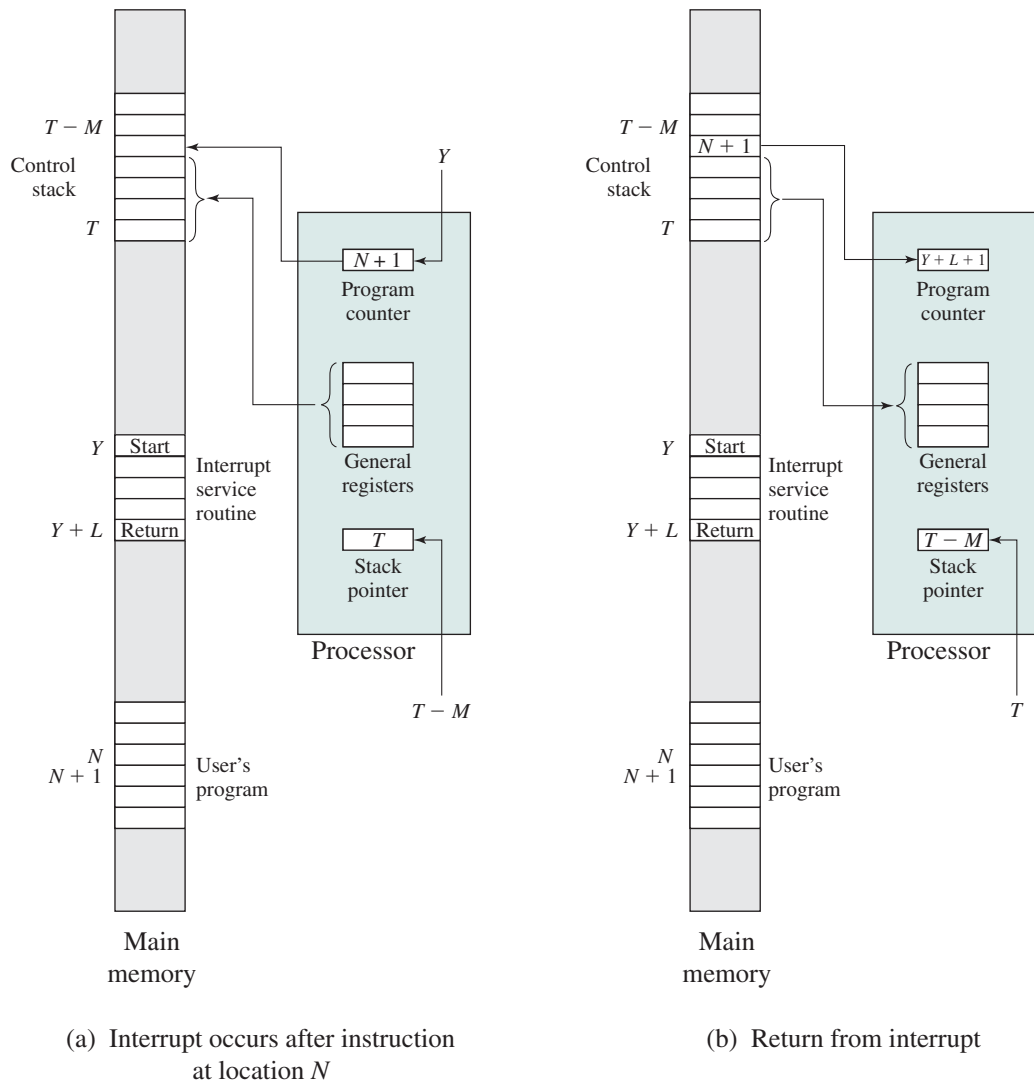 T − M
Control
stack
T
Y
N + 1
Program
counter
General
registers
Y
Start
Interrupt
service
routine
Y + L
Return
T
Stack
pointer
Processor
T − M
N
N + 1
User's
program
Main
memory
(a) Interrupt occurs after instruction
at location N
T − M
N + 1
Control
stack
T
Y + L + 1
Program
counter
General
registers
Y
Start
Interrupt
service
routine
Y + L
Return
T − M
Stack
pointer
Processor
T
N
N + 1
User's
program
Main
memory
(b) Return from interrupt